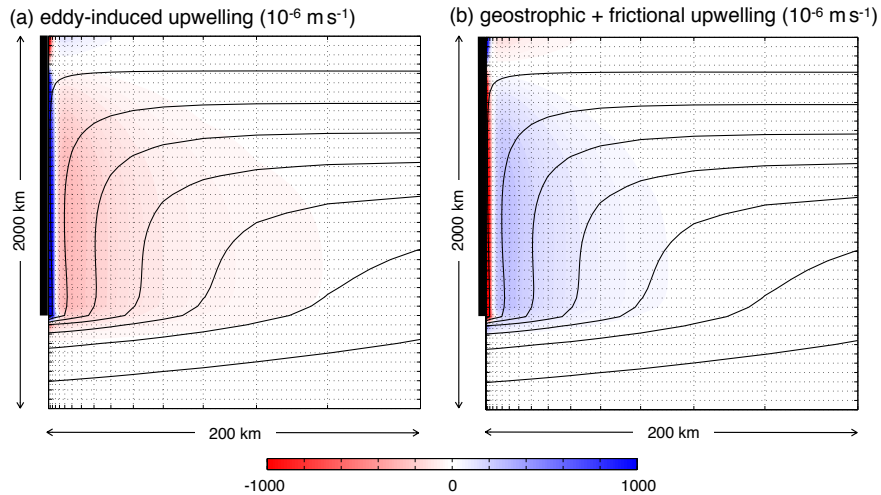 (a) eddy-induced upwelling (10⁻⁶ m s⁻¹)
(b) geostrophic + frictional upwelling (10⁻⁶ m s⁻¹)
2000 km
2000 km
200 km
200 km
-1000 0 1000